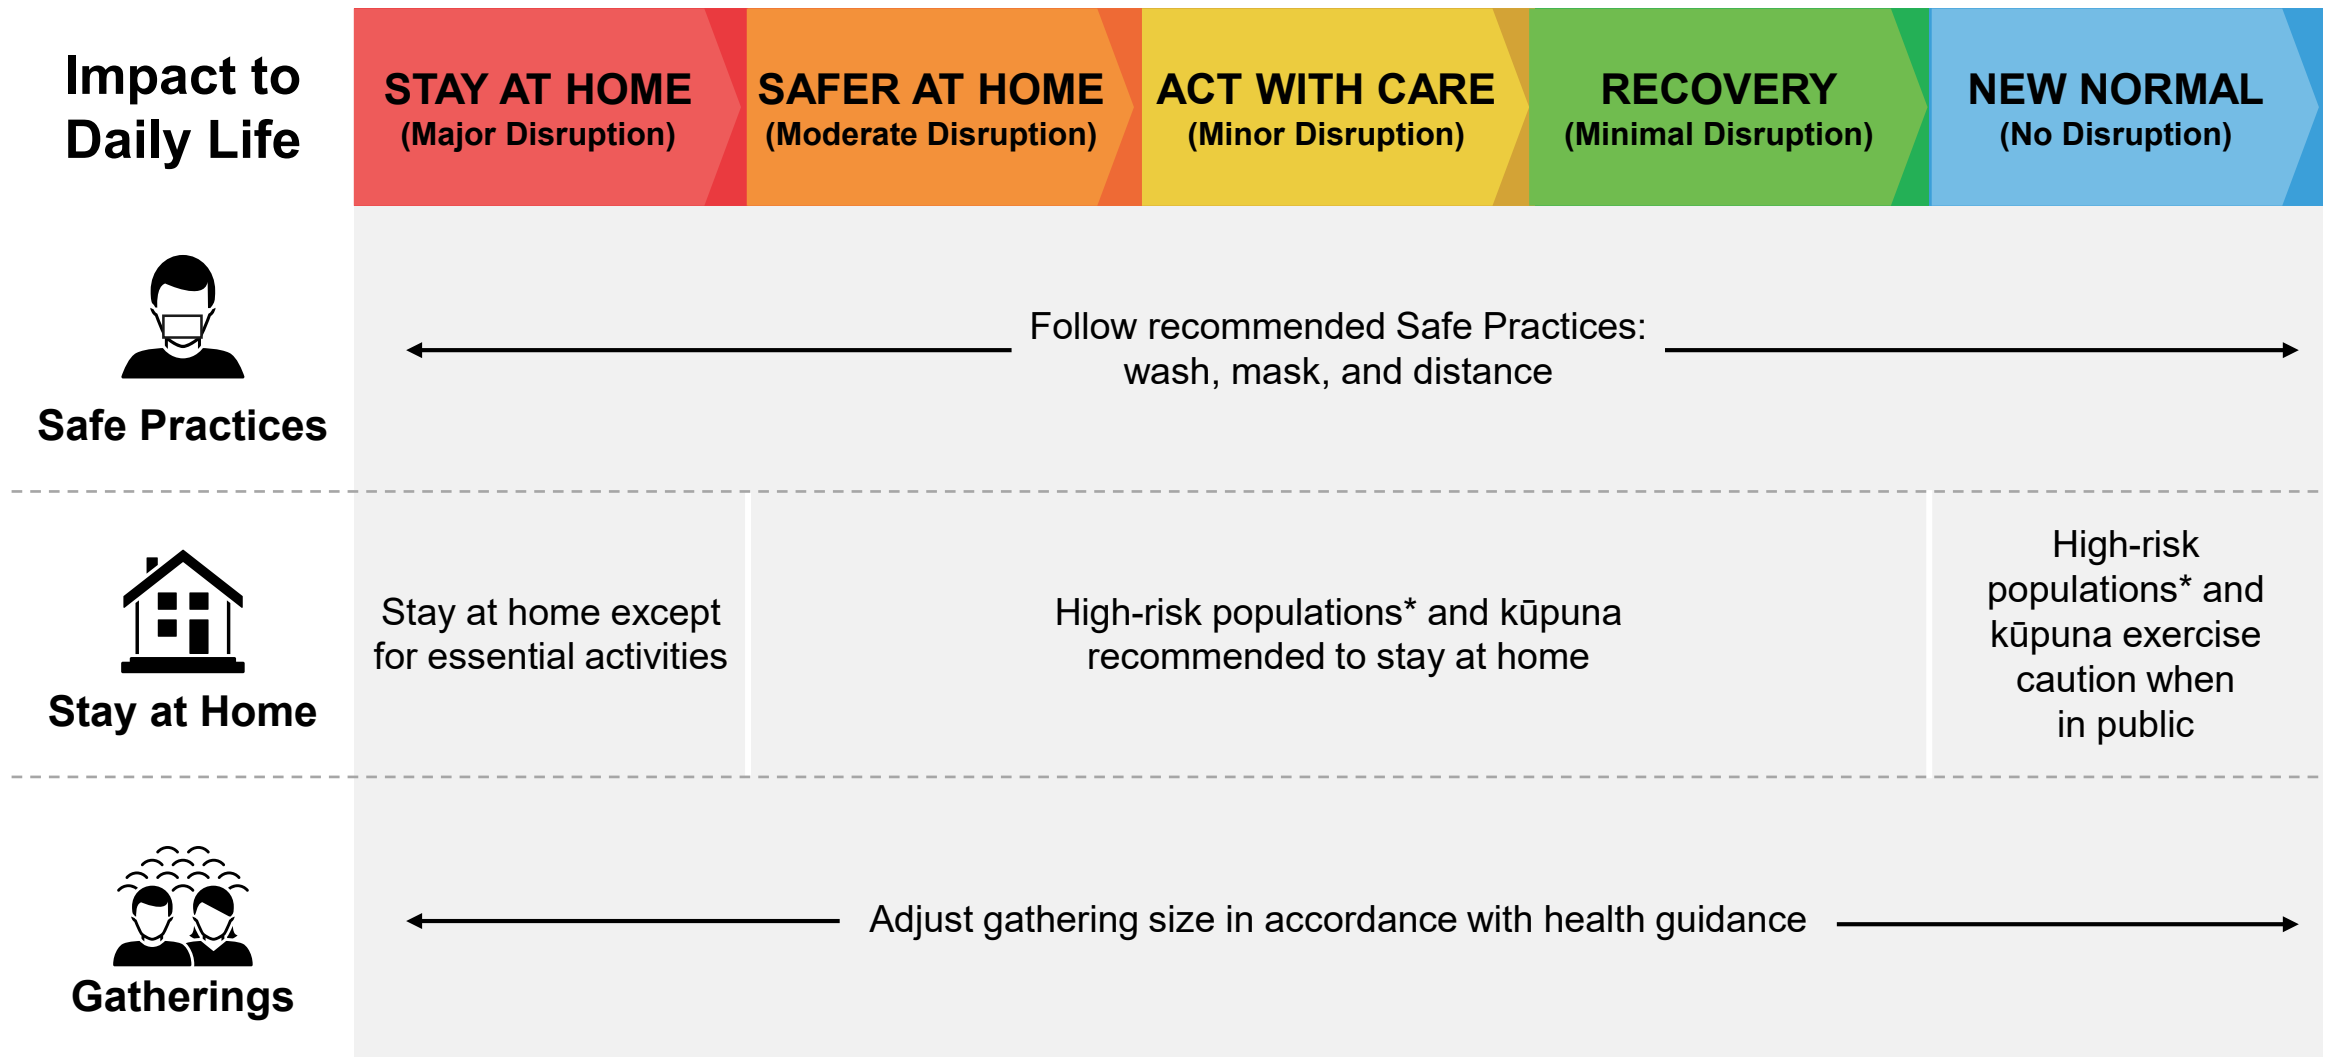 Impact to
Daily Life
STAY AT HOME
(Major Disruption)
SAFER AT HOME
(Moderate Disruption)
ACT WITH CARE
(Minor Disruption)
RECOVERY
(Minimal Disruption)
NEW NORMAL
(No Disruption)
Safe Practices
Follow recommended Safe Practices:
wash, mask, and distance
Stay at Home
Stay at home except
for essential activities
High-risk populations* and kūpuna
recommended to stay at home
High-risk
populations* and
kūpuna exercise
caution when
in public
Gatherings
Adjust gathering size in accordance with health guidance